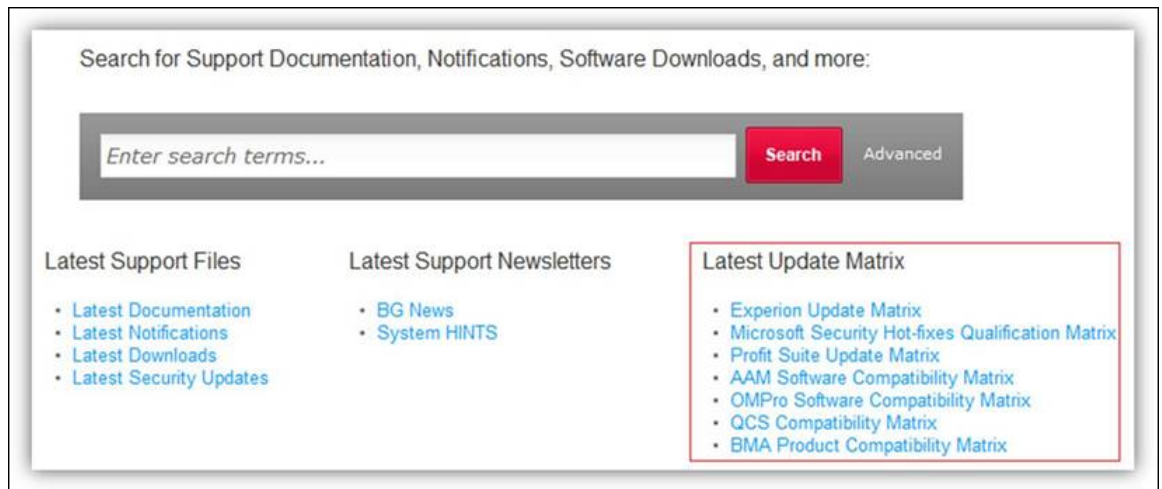 Search for Support Documentation, Notifications, Software Downloads, and more:
Enter search terms...
Search
Advanced
Latest Support Files
• Latest Documentation
• Latest Notifications
• Latest Downloads
• Latest Security Updates
Latest Support Newsletters
• BG News
• System HINTS
Latest Update Matrix
• Experion Update Matrix
• Microsoft Security Hot-fixes Qualification Matrix
• Profit Suite Update Matrix
• AAM Software Compatibility Matrix
• OMPro Software Compatibility Matrix
• QCS Compatibility Matrix
• BMA Product Compatibility Matrix